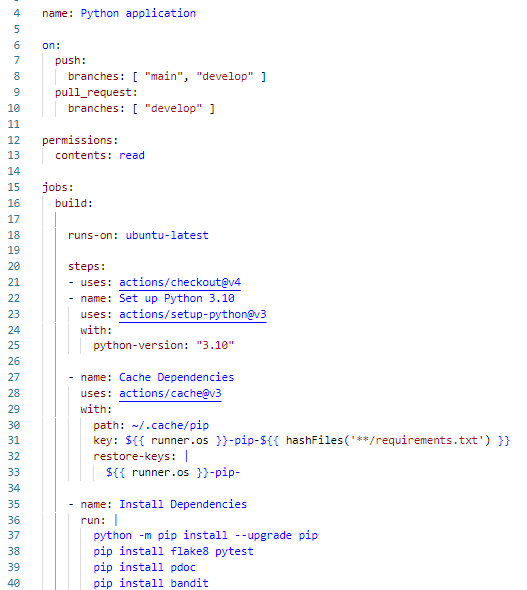 4 name: Python application
5
6 on:
7   push:
8     branches: [ "main", "develop" ]
9   pull_request:
10     branches: [ "develop" ]
11
12 permissions:
13   contents: read
14
15 jobs:
16   build:
17
18     runs-on: ubuntu-latest
19
20     steps:
21     - uses: actions/checkout@v4
22     - name: Set up Python 3.10
23       uses: actions/setup-python@v3
24       with:
25         python-version: "3.10"
26
27     - name: Cache Dependencies
28       uses: actions/cache@v3
29       with:
30         path: ~/.cache/pip
31         key: ${{ runner.os }}-pip-${{ hashFiles('**/requirements.txt') }}
32         restore-keys: |
33           ${{ runner.os }}-pip-
34
35     - name: Install Dependencies
36       run: |
37         python -m pip install --upgrade pip
38         pip install flake8 pytest
39         pip install pdoc
40         pip install bandit